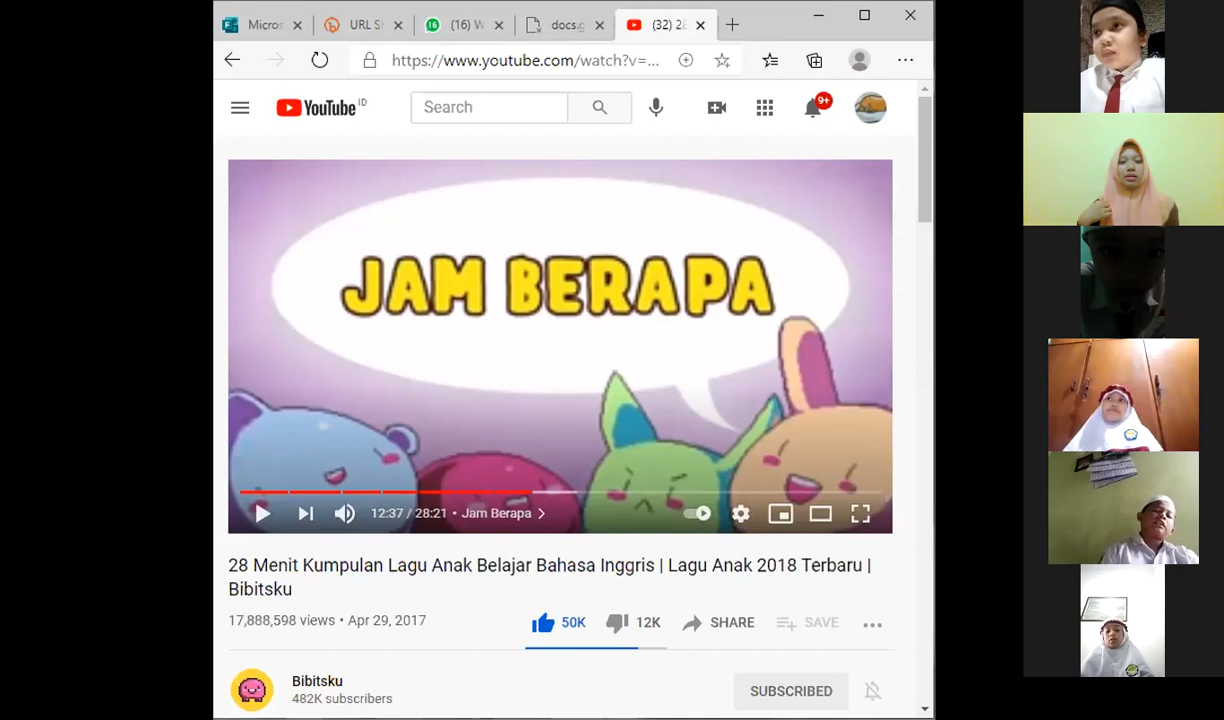 Micros
URL S
(16) W
docs.g
(32) 28
https://www.youtube.com/watch?v=...
YouTube ID
Search
9+
JAM BERAPA
12:37 / 28:21 • Jam Berapa
28 Menit Kumpulan Lagu Anak Belajar Bahasa Inggris | Lagu Anak 2018 Terbaru |
Bibitsku
17,888,598 views • Apr 29, 2017
50K
12K
SHARE
SAVE
Bibitsku
482K subscribers
SUBSCRIBED